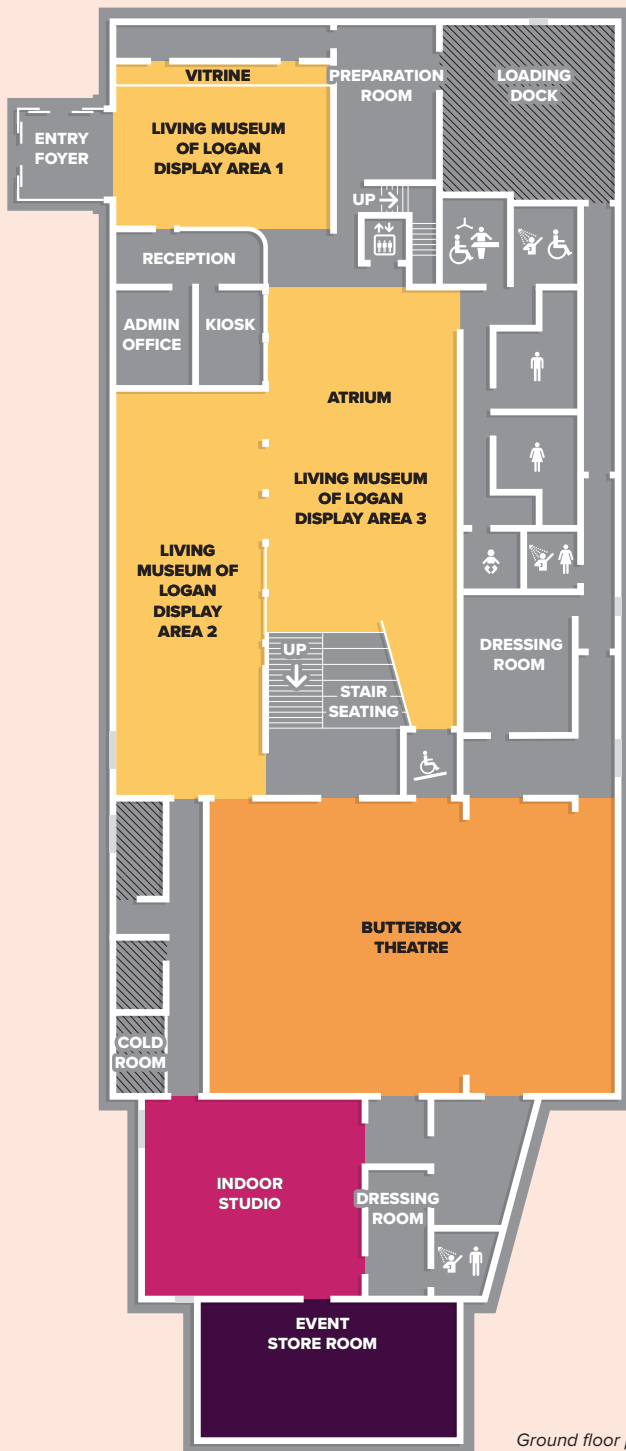 VITRINE
PREPARATION
ROOM
LOADING
DOCK
ENTRY
FOYER
LIVING MUSEUM
OF LOGAN
DISPLAY AREA 1
UP
RECEPTION
ADMIN
OFFICE
KIOSK
ATRIUM
LIVING MUSEUM
OF LOGAN
DISPLAY AREA 3
LIVING
MUSEUM OF
LOGAN
DISPLAY
AREA 2
UP
STAIR
SEATING
DRESSING
ROOM
BUTTERBOX
THEATRE
COLD
ROOM
INDOOR
STUDIO
DRESSING
ROOM
EVENT
STORE ROOM
Ground floor